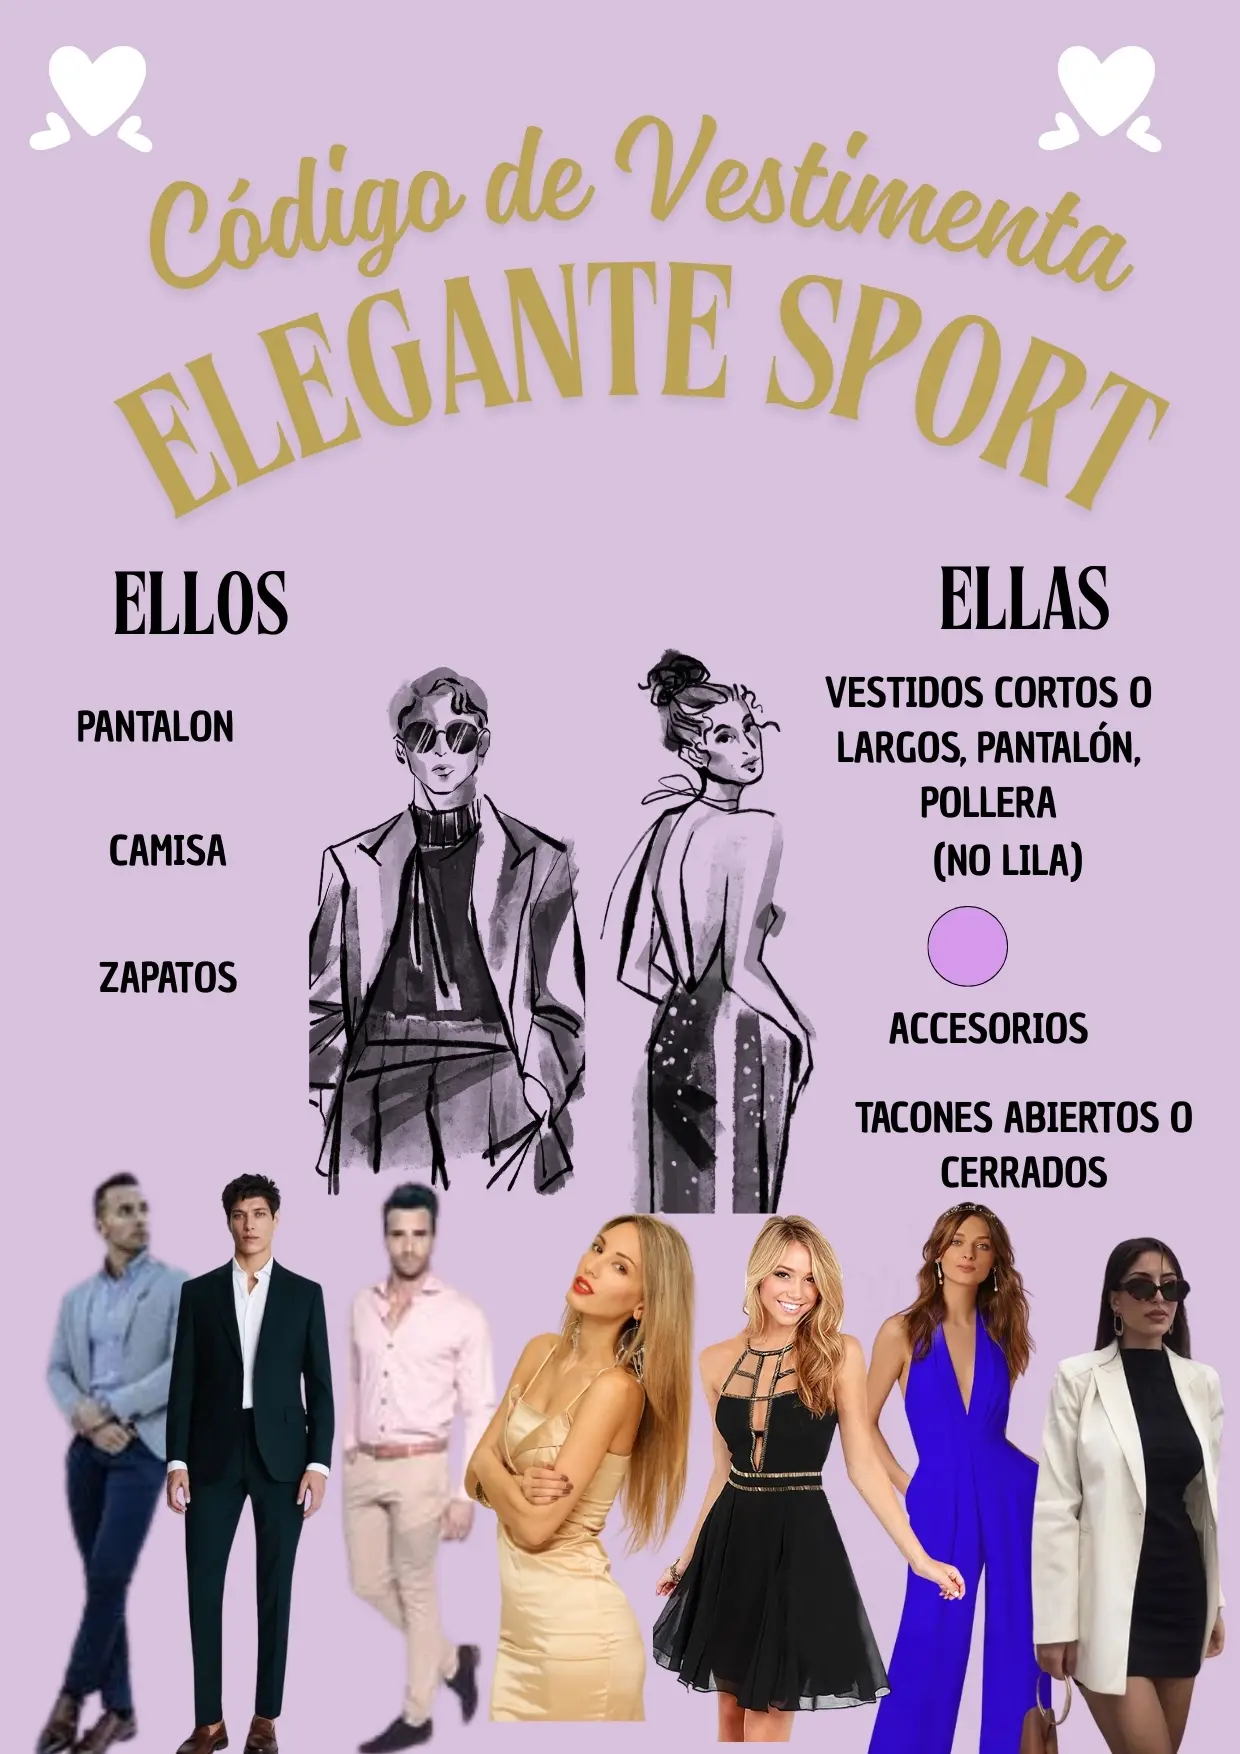 Código de Vestimenta
ELEGANTE SPORT
ELLOS
PANTALON
CAMISA
ZAPATOS
ELLAS
VESTIDOS CORTOS O
LARGOS, PANTALÓN,
POLLERA
(NO LILA)
ACCESORIOS
TACONES ABIERTOS O
CERRADOS